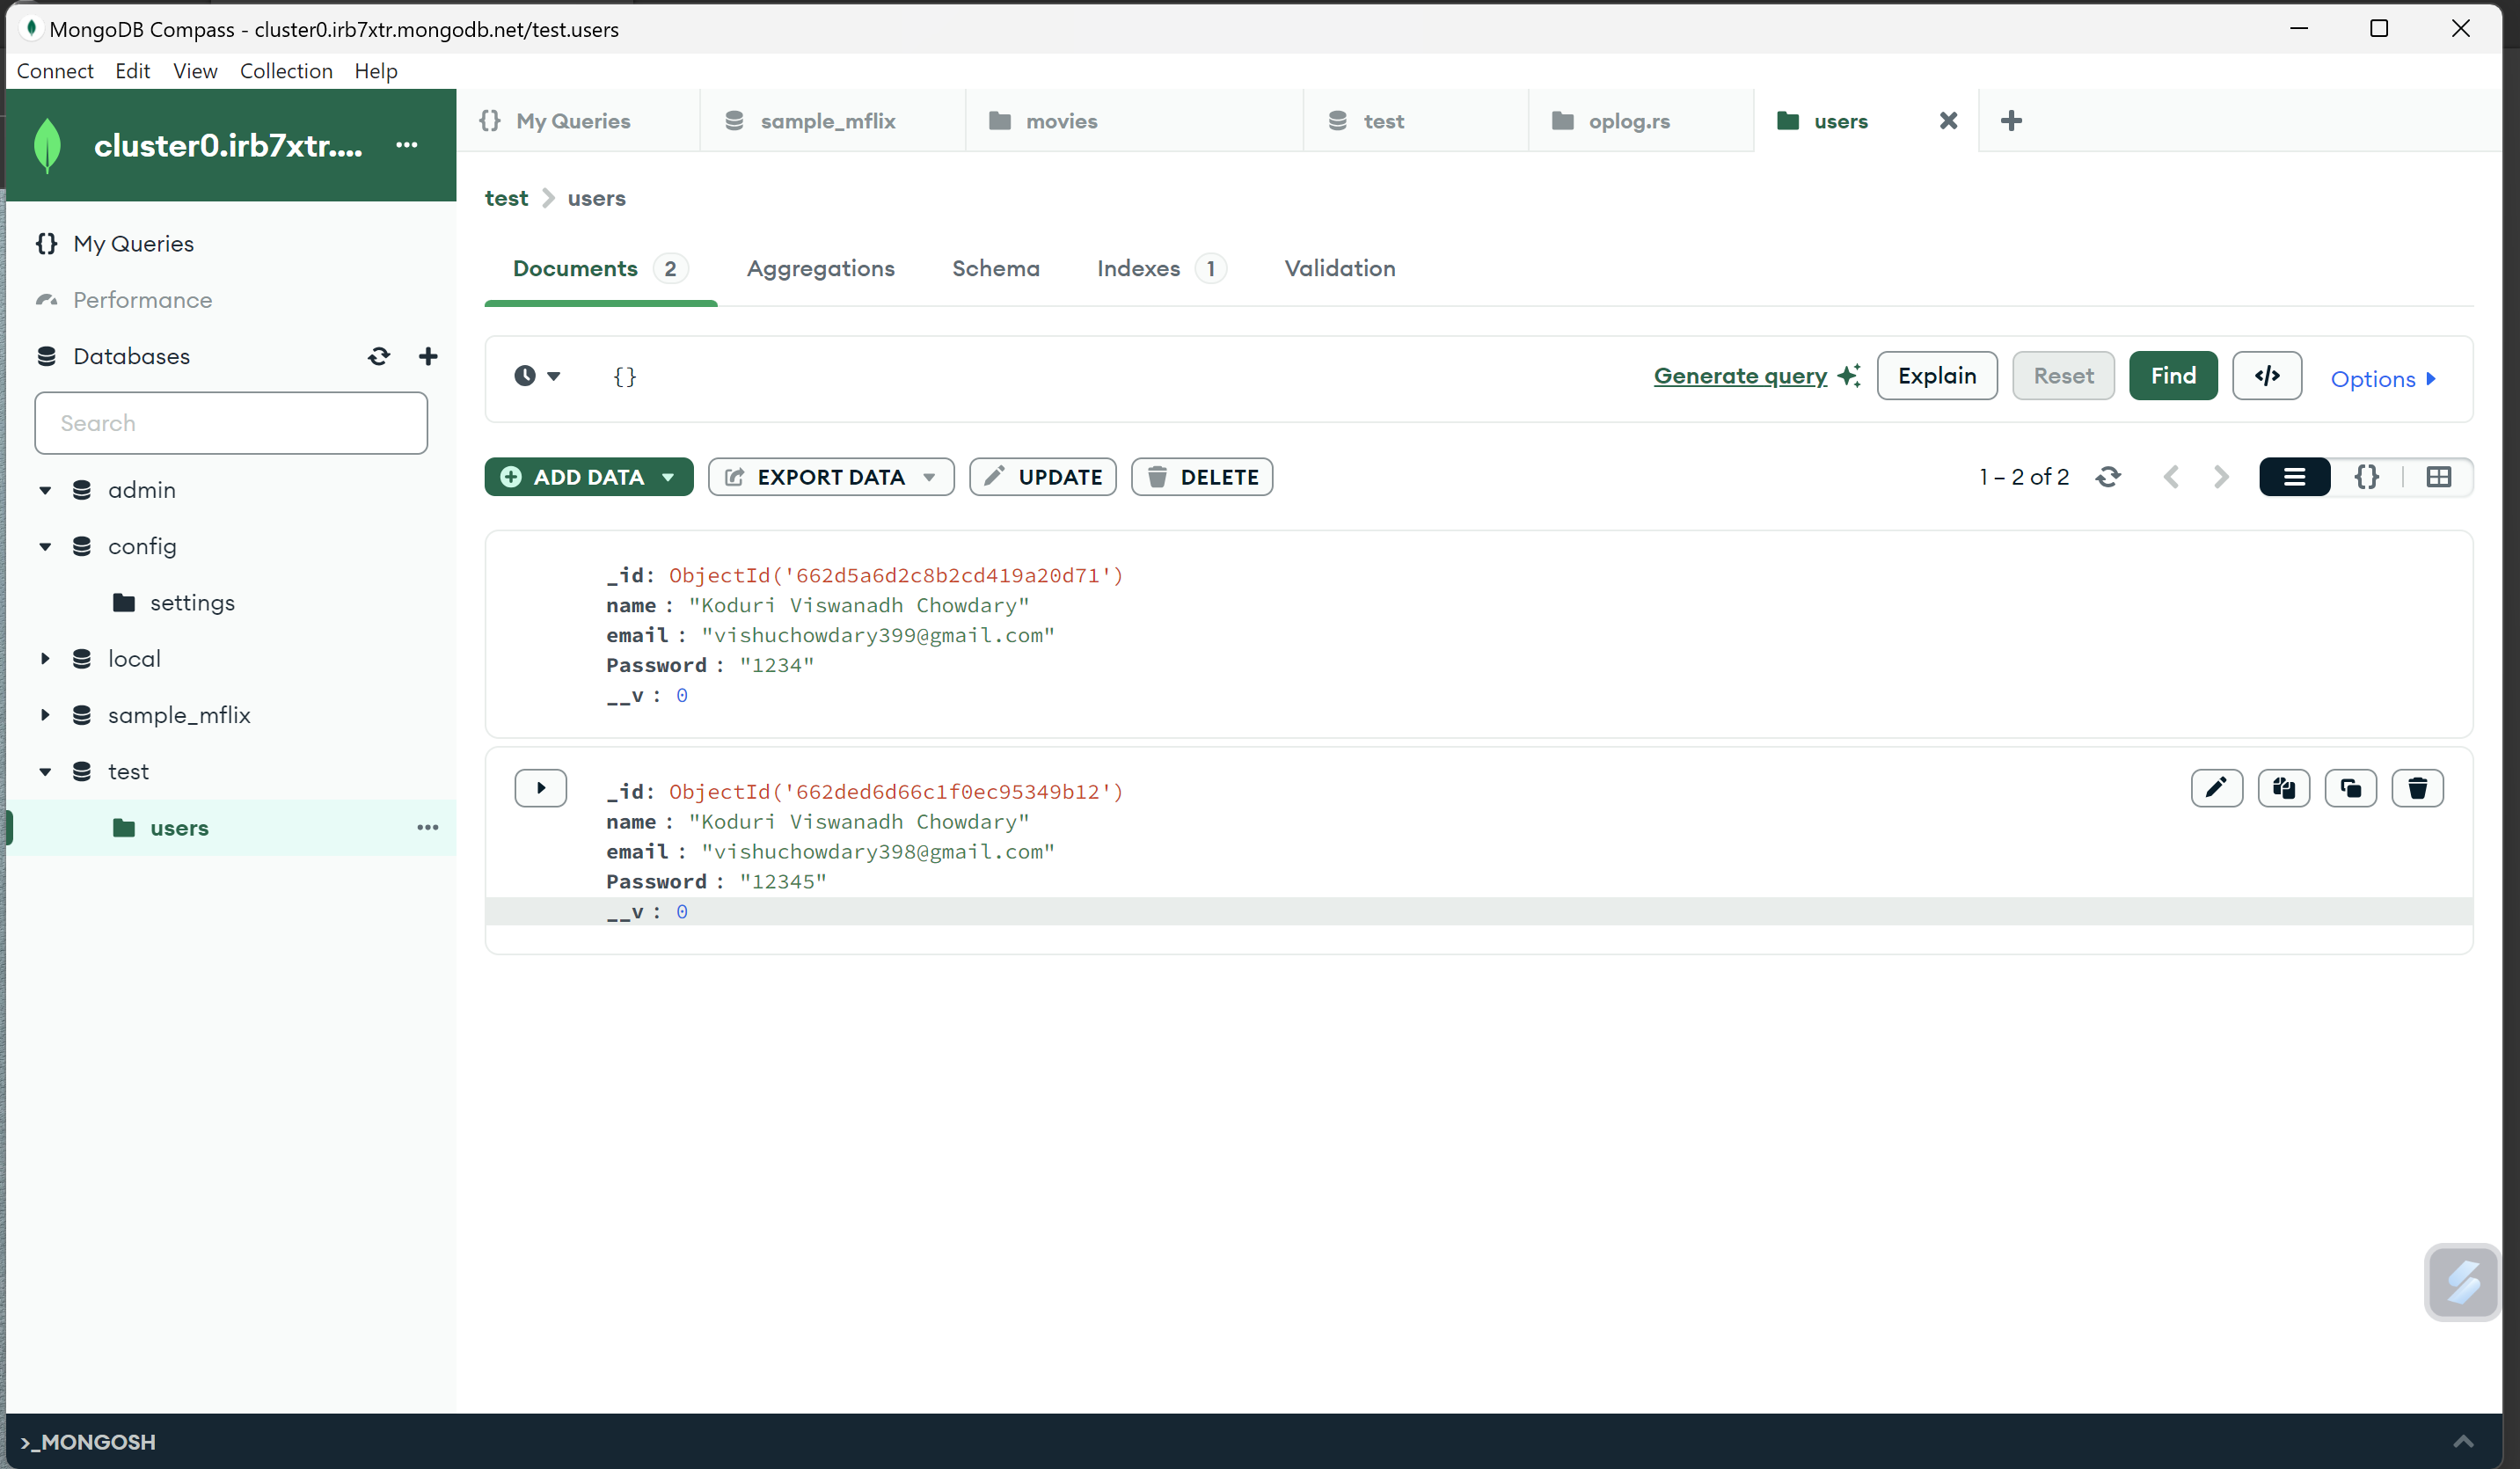 MongoDB Compass - cluster0.irb7xtr.mongodb.net/test.users
Connect Edit View Collection Help
cluster0.irb7xtr.... ...
{} My Queries
sample_mflix
movies
test
oplog.rs
users
test > users
My Queries
Performance
Databases
Search
admin
config
settings
local
sample_mflix
test
users
Documents 2
Aggregations
Schema
Indexes 1
Validation
{}
Generate query
Explain
Reset
Find
</>
Options
ADD DATA
EXPORT DATA
UPDATE
DELETE
1 – 2 of 2
{}
_id: ObjectId('662d5a6d2c8b2cd419a20d71')
name : "Koduri Viswanadh Chowdary"
email : "vishuchowdary399@gmail.com"
Password : "1234"
__v : 0
_id: ObjectId('662ded6d66c1f0ec95349b12')
name : "Koduri Viswanadh Chowdary"
email : "vishuchowdary398@gmail.com"
Password : "12345"
__v : 0
>_MONGOSH